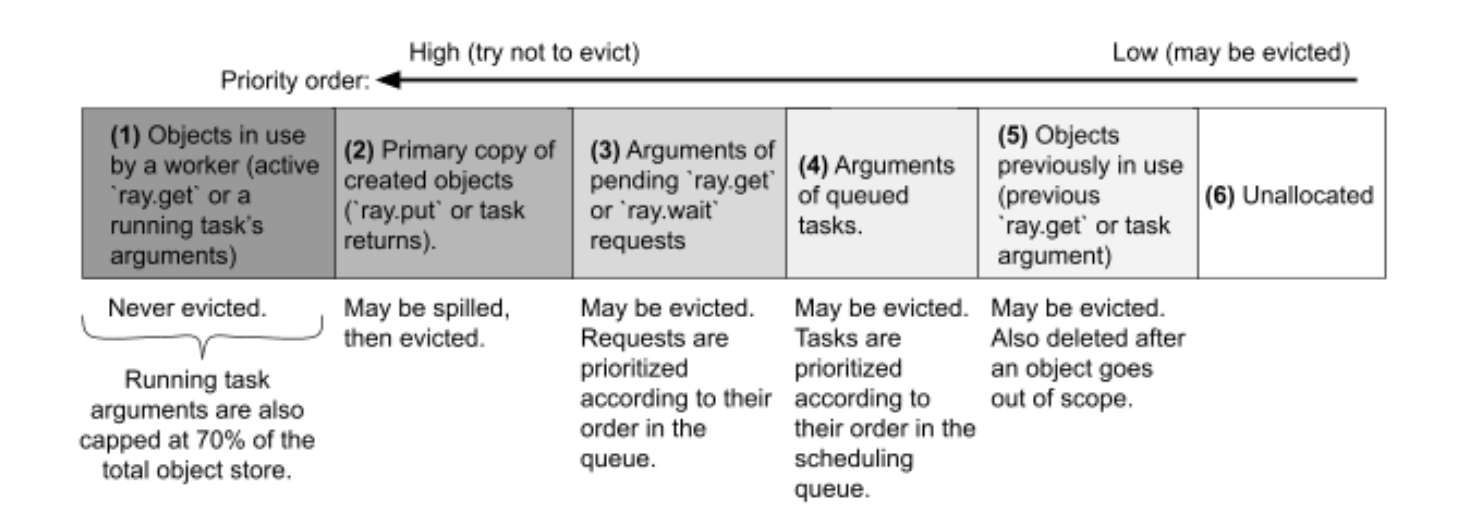 High (try not to evict)
Low (may be evicted)
Priority order:
(1) Objects in use
by a worker (active
`ray.get` or a
running task's
arguments)
(2) Primary copy of
created objects
(`ray.put` or task
returns).
(3) Arguments of
pending `ray.get`
or `ray.wait`
requests
(4) Arguments
of queued
tasks.
(5) Objects
previously in use
(previous
`ray.get` or task
argument)
(6) Unallocated
Never evicted.
Running task
arguments are also
capped at 70% of the
total object store.
May be spilled,
then evicted.
May be evicted.
Requests are
prioritized
according to their
order in the
queue.
May be evicted.
Tasks are
prioritized
according to
their order in the
scheduling
queue.
May be evicted.
Also deleted after
an object goes
out of scope.